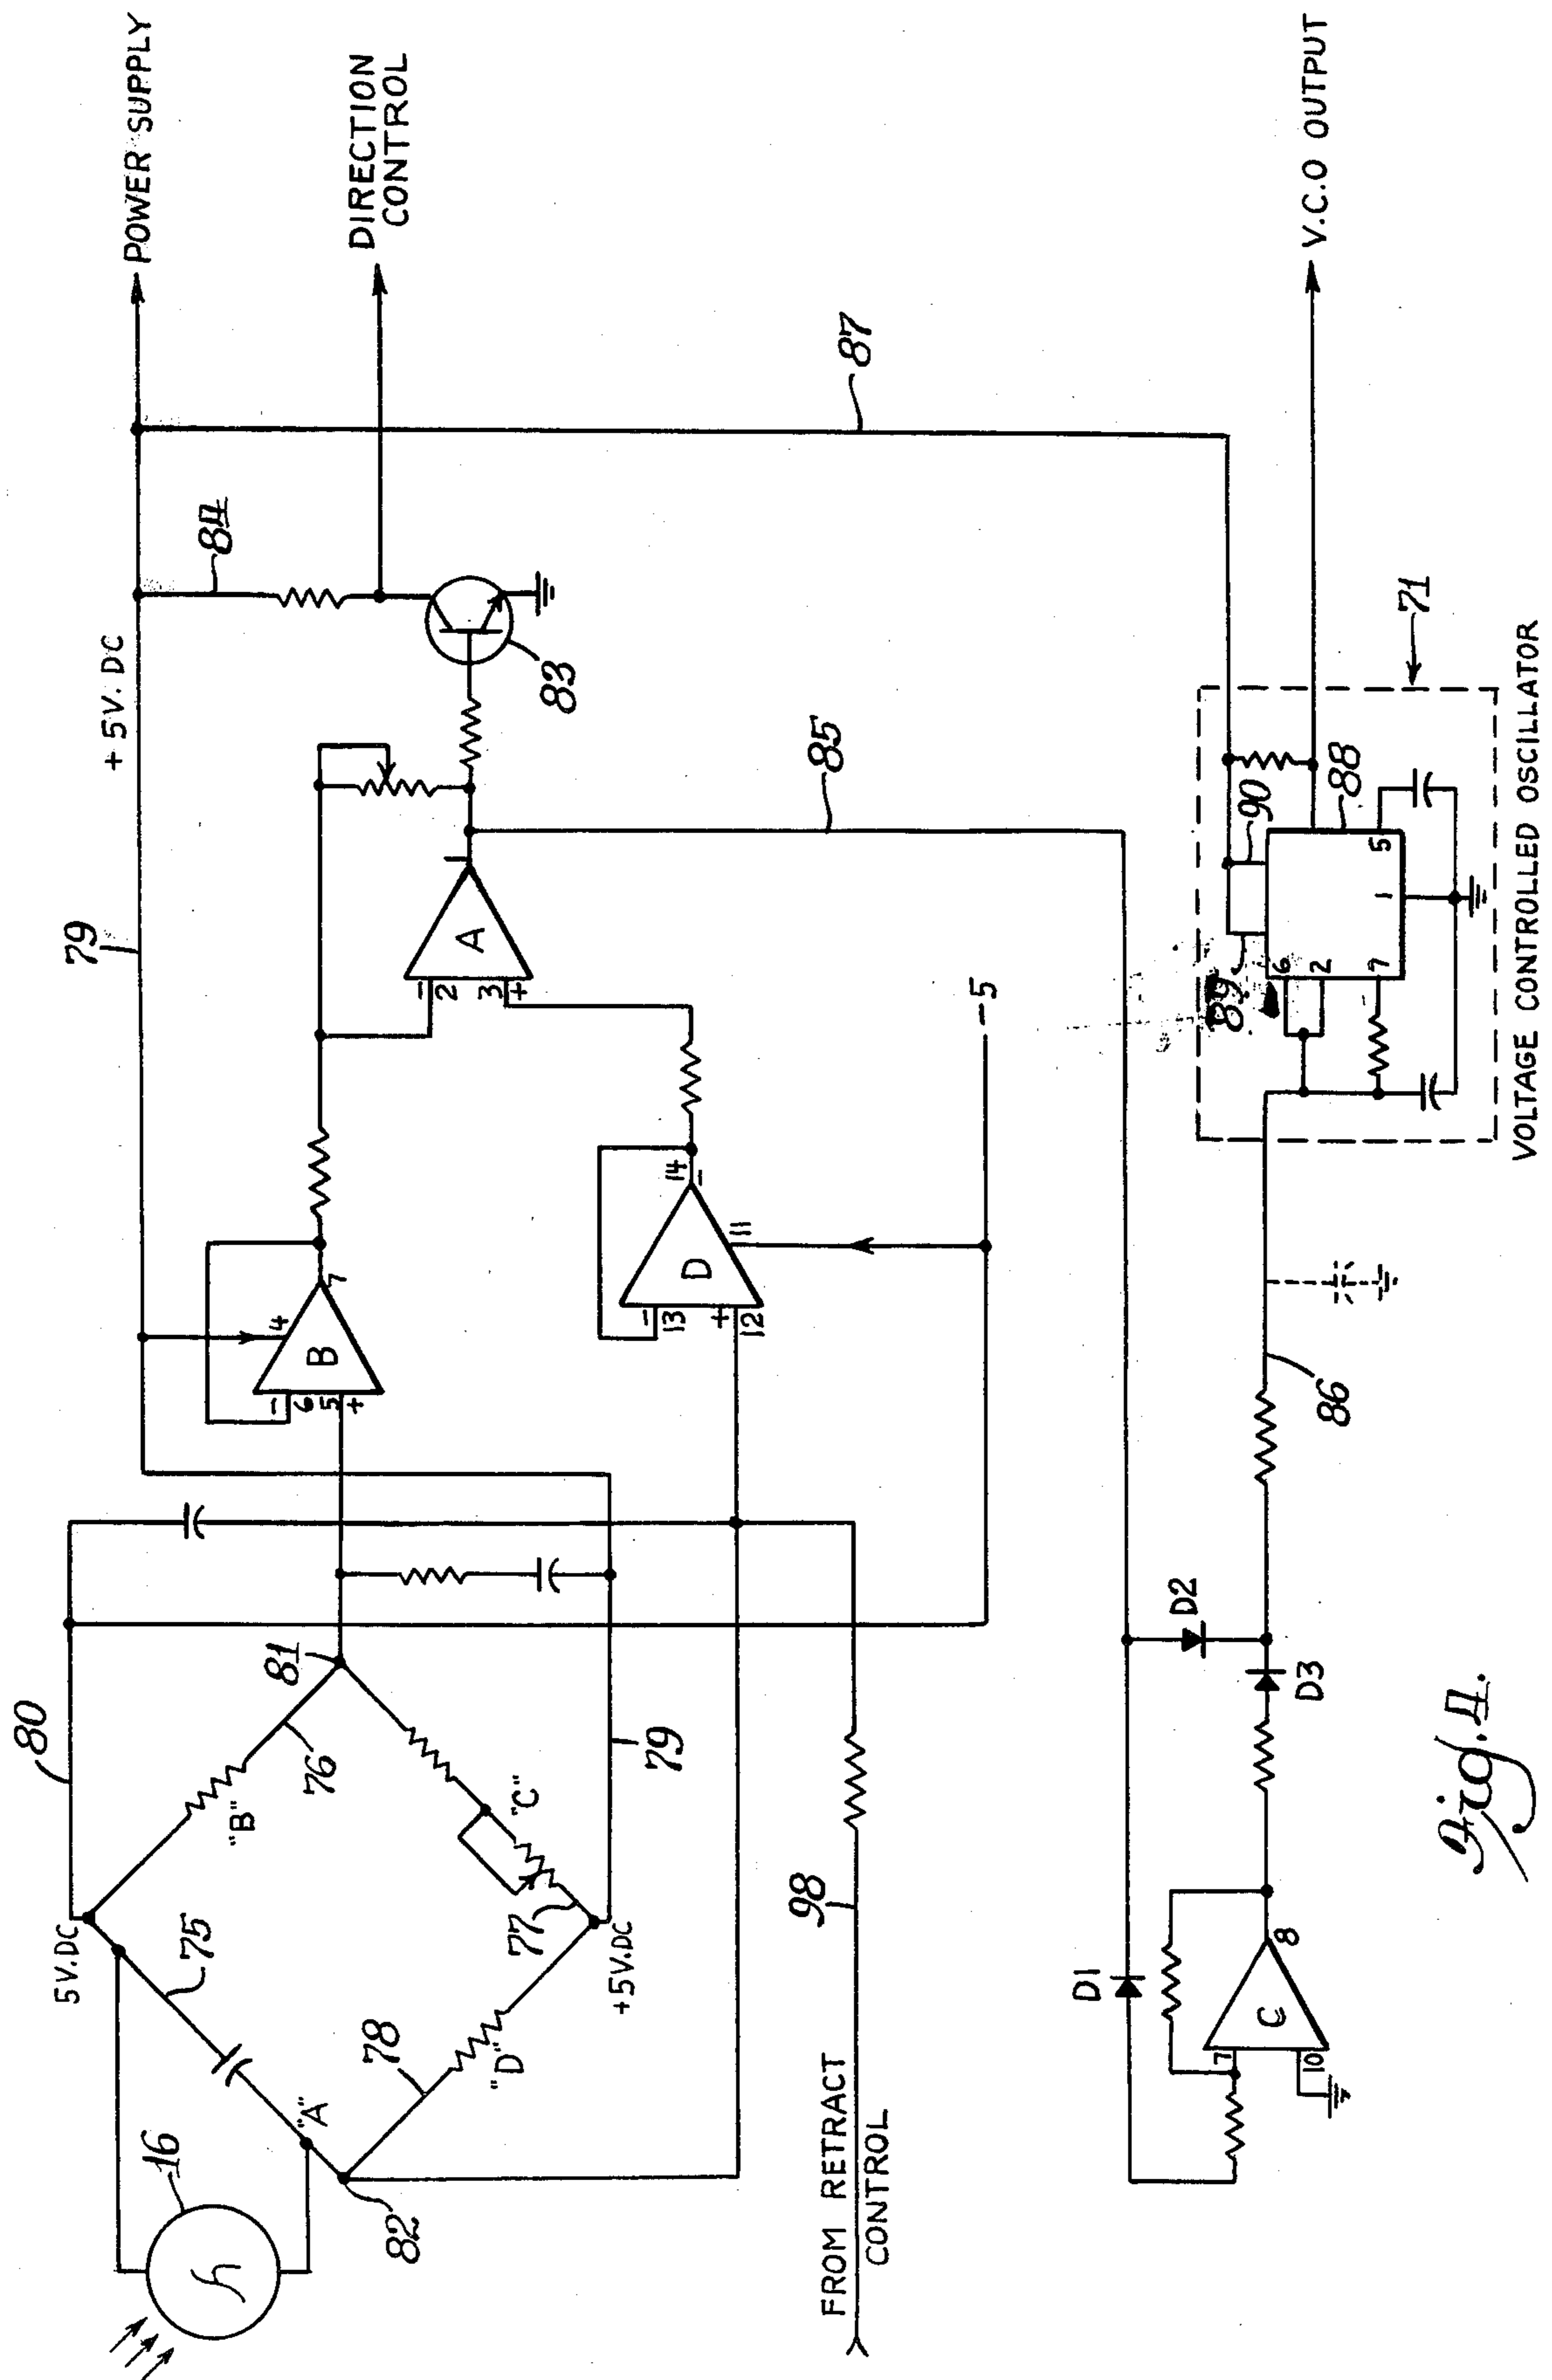 POWER SUPPLY
DIRECTION
CONTROL
+ 5V. DC
79
84
87
83
85
80
81
76
"B"
"C"
77
79
5V.DC
+5V.DC
75
78
"D"
"A"
16
82
B
4
6
5
7
-
+
A
2
3
1
-
+
D
13
12
14
11
-
+
-
-5
98
FROM RETRACT
CONTROL
D1
D2
D3
C
7
10
8
86
71
88
89
90
6
2
7
1
5
V.C.O OUTPUT
VOLTAGE CONTROLLED OSCILLATOR
Fig. 4.